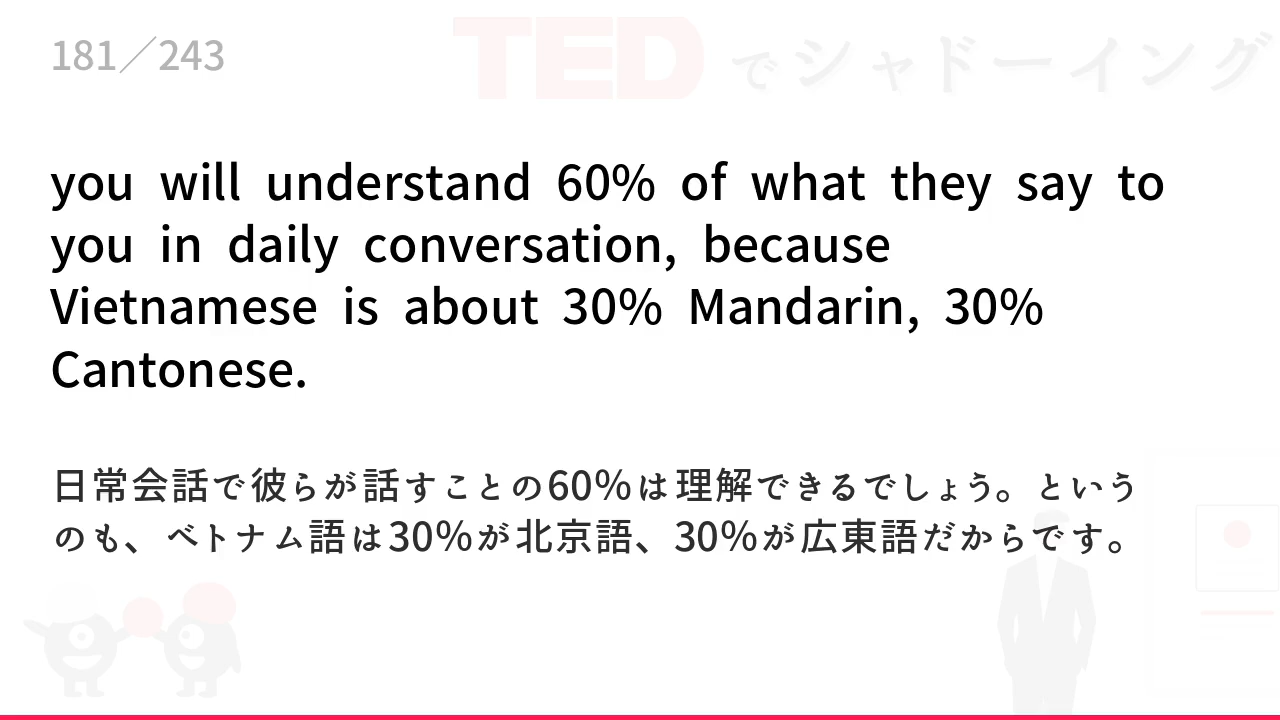 181／243
TEDでシャドーイング
you will understand 60% of what they say to
you in daily conversation, because
Vietnamese is about 30% Mandarin, 30%
Cantonese.
日常会話で彼らが話すことの60％は理解できるでしょう。という
のも、ベトナム語は30％が北京語、30％が広東語だからです。